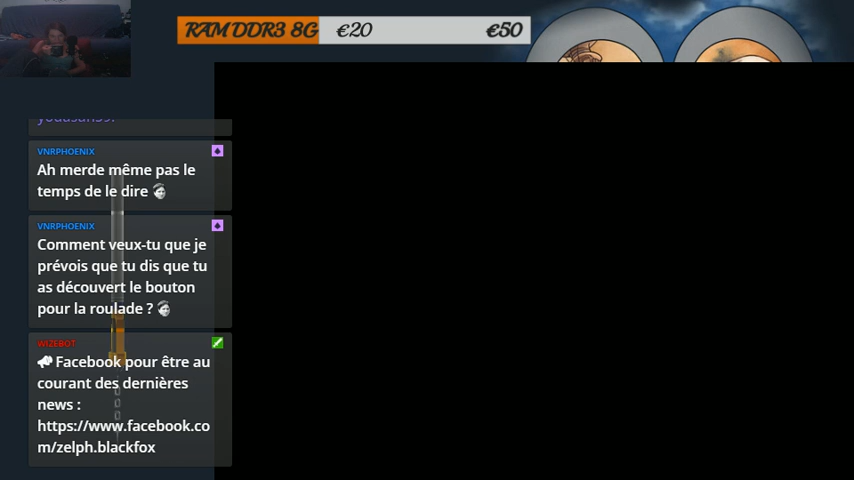 RAM DDR3 8G €20 €50
VNRPHOENIX
Ah merde même pas le
temps de le dire
VNRPHOENIX
Comment veux-tu que je
prévois que tu dis que tu
as découvert le bouton
pour la roulade ?
WIZEBOT
Facebook pour être au
courant des dernières
news :
https://www.facebook.co
m/zelph.blackfox